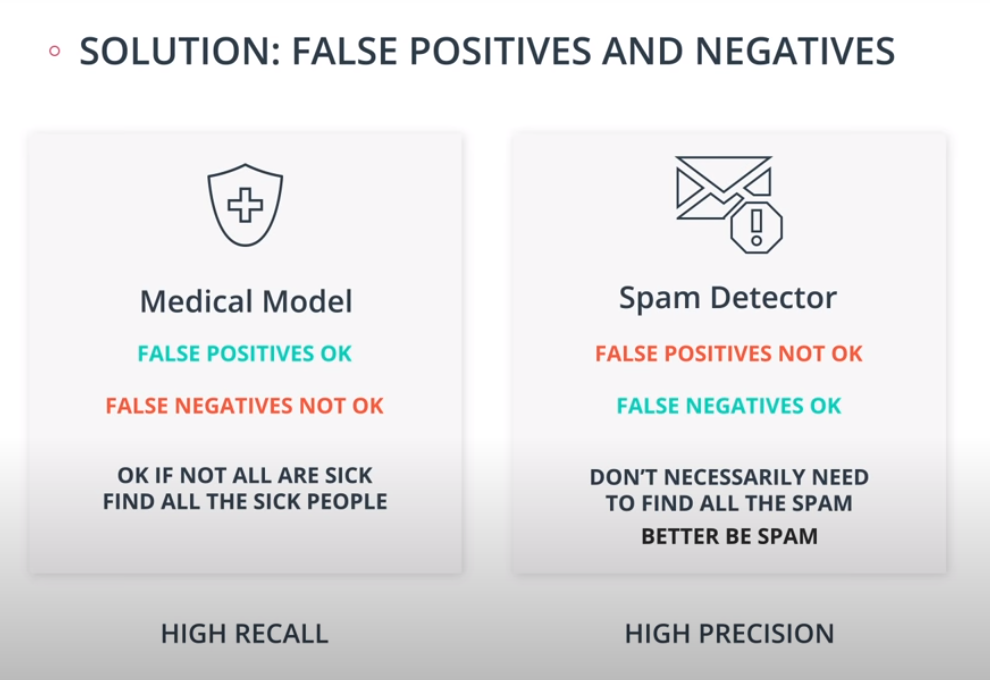 SOLUTION: FALSE POSITIVES AND NEGATIVES
Medical Model
FALSE POSITIVES OK
FALSE NEGATIVES NOT OK
OK IF NOT ALL ARE SICK
FIND ALL THE SICK PEOPLE
HIGH RECALL
Spam Detector
FALSE POSITIVES NOT OK
FALSE NEGATIVES OK
DON'T NECESSARILY NEED
TO FIND ALL THE SPAM
BETTER BE SPAM
HIGH PRECISION